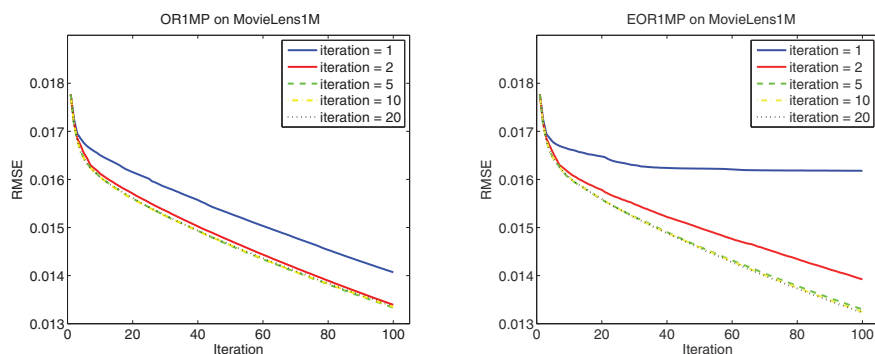 OR1MP on MovieLens1M
iteration = 1
iteration = 2
iteration = 5
iteration = 10
iteration = 20
0.018
0.017
0.016
0.015
0.014
0.013
RMSE
0 20 40 60 80 100
Iteration
EOR1MP on MovieLens1M
iteration = 1
iteration = 2
iteration = 5
iteration = 10
iteration = 20
0.018
0.017
0.016
0.015
0.014
0.013
RMSE
0 20 40 60 80 100
Iteration